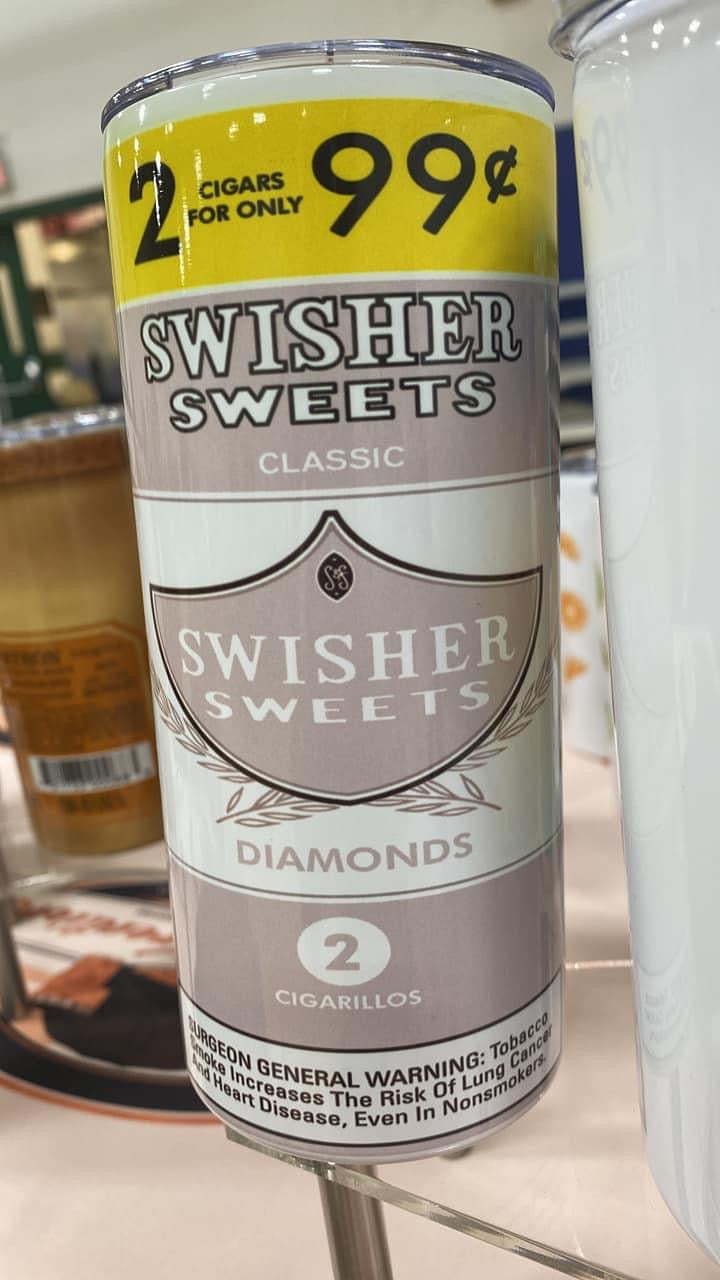 2 CIGARS FOR ONLY 99¢
SWISHER
SWEETS
CLASSIC
S&S
SWISHER
SWEETS
DIAMONDS
2
CIGARILLOS
SURGEON GENERAL WARNING: Tobacco
Smoke Increases The Risk Of Lung Cancer
And Heart Disease, Even In Nonsmokers.